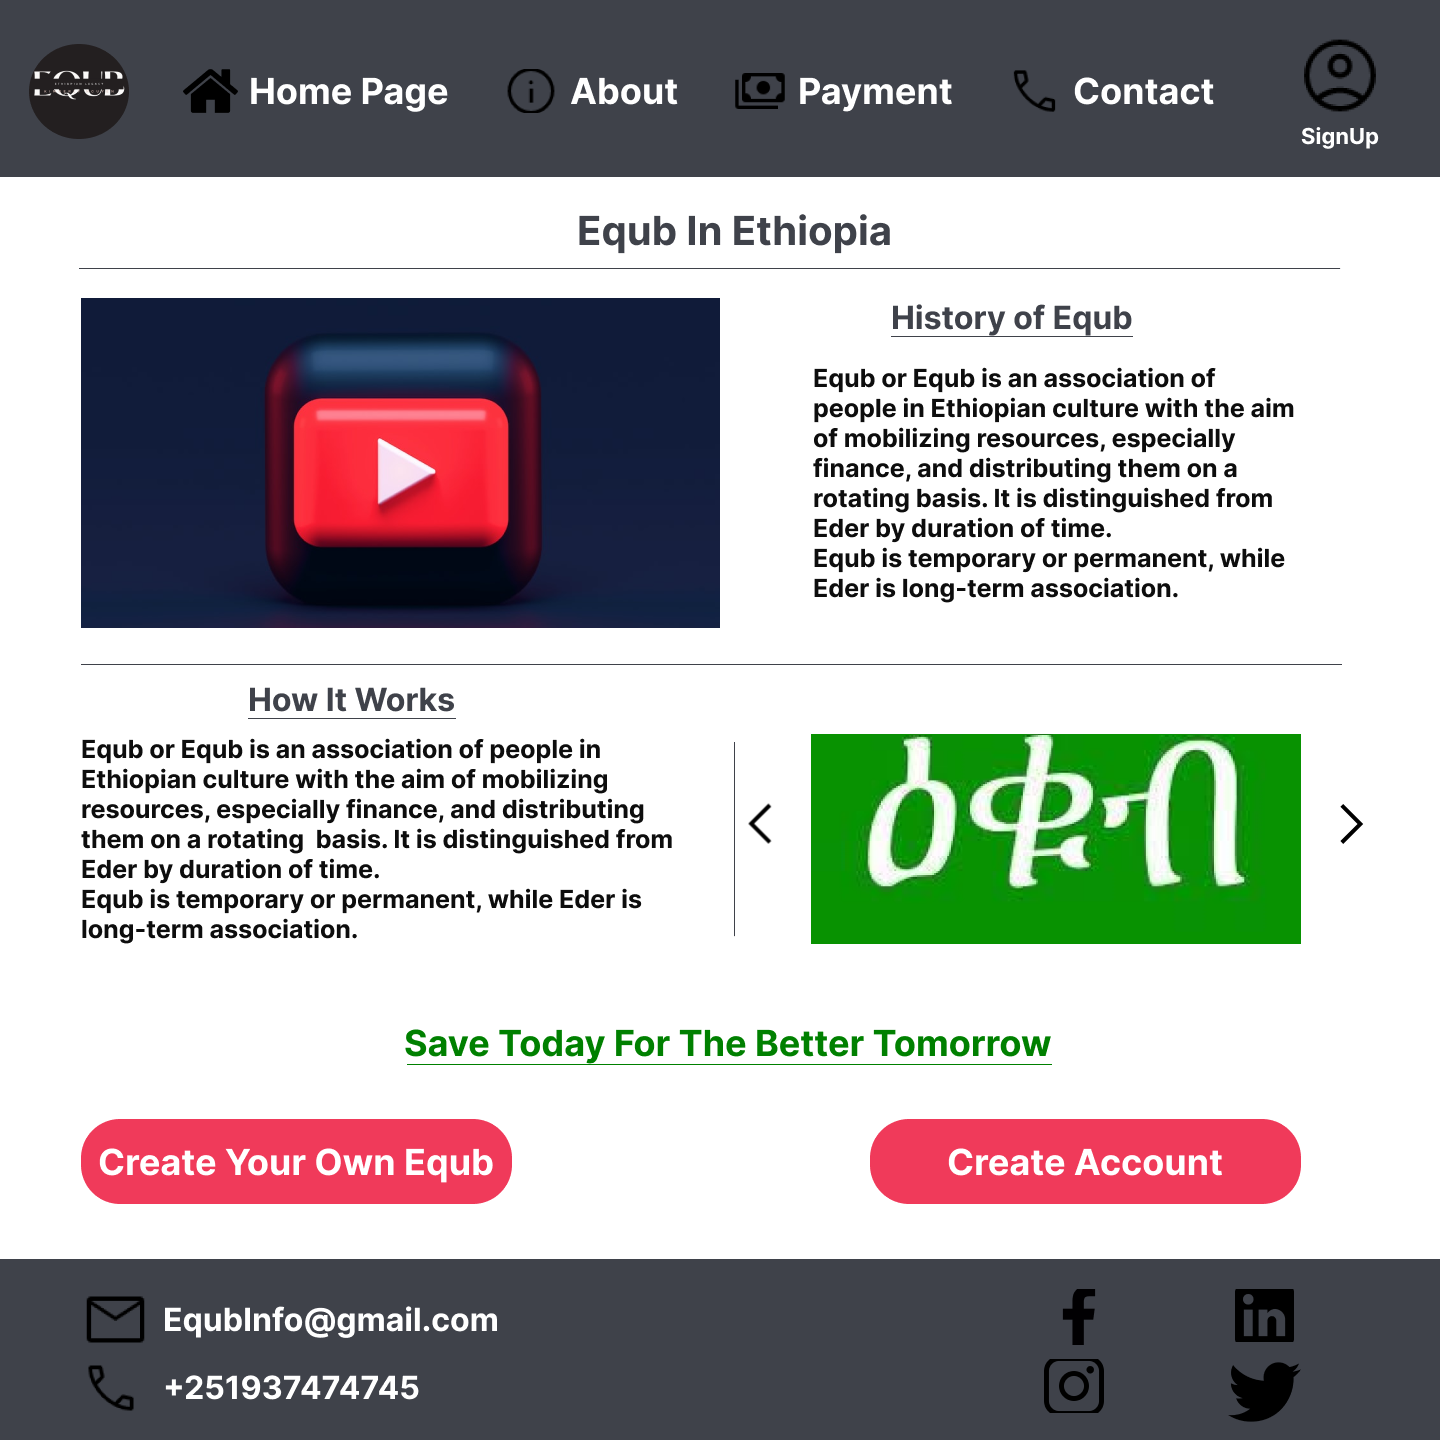 EQUB
Home Page
About
Payment
Contact
SignUp
Equb In Ethiopia
History of Equb
Equb or Equb is an association of
people in Ethiopian culture with the aim
of mobilizing resources, especially
finance, and distributing them on a
rotating basis. It is distinguished from
Eder by duration of time.
Equb is temporary or permanent, while
Eder is long-term association.
How It Works
Equb or Equb is an association of people in
Ethiopian culture with the aim of mobilizing
resources, especially finance, and distributing
them on a rotating  basis. It is distinguished from
Eder by duration of time.
Equb is temporary or permanent, while Eder is
long-term association.
ዕቁብ
Save Today For The Better Tomorrow
Create Your Own Equb
Create Account
EqubInfo@gmail.com
+251937474745